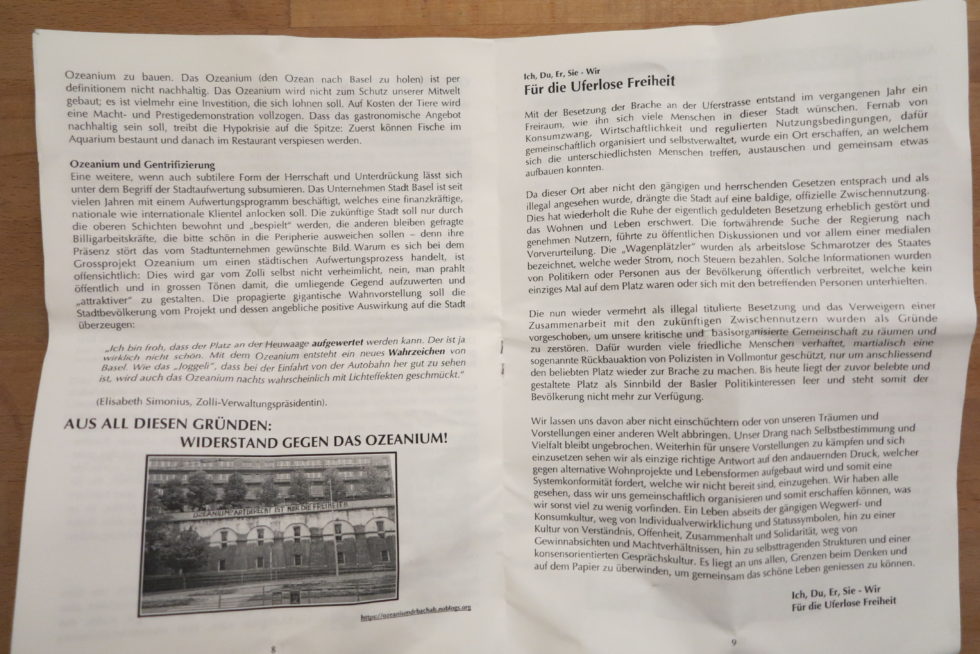 Ozeanium zu bauen. Das Ozeanium (den Ozean nach Basel zu holen) ist per
definitionem nicht nachhaltig. Das Ozeanium wird nicht zum Schutz unserer Mitwelt
gebaut; es ist vielmehr eine Investition, die sich lohnen soll. Auf Kosten der Tiere wird
eine Macht- und Prestigedemonstration vollzogen. Dass das gastronomische Angebot
nachhaltig sein soll, treibt die Hypokrisie auf die Spitze: Zuerst können Fische im
Aquarium bestaunt und danach im Restaurant verspiesen werden.
Ozeanium und Gentrifizierung
Eine weitere, wenn auch subtilere Form der Herrschaft und Unterdrückung lässt sich
unter dem Begriff der Stadtaufwertung subsumieren. Das Unternehmen Stadt Basel ist seit
vielen Jahren mit einem Aufwertungsprogramm beschäftigt, welches eine finanzkräftige,
nationale wie internationale Klientel anlocken soll. Die zukünftige Stadt soll nur durch
die oberen Schichten bewohnt und „bespielt" werden, die anderen bleiben gefragte
Billigarbeitskräfte, die bitte schön in die Peripherie ausweichen sollen – denn ihre
Präsenz stört das vom Stadtunternehmen gewünschte Bild. Warum es sich bei dem
Grossprojekt Ozeanium um einen städtischen Aufwertungsprozess handelt, ist
offensichtlich: Dies wird gar vom Zolli selbst nicht verheimlicht, nein, man prahlt
öffentlich und in grossen Tönen damit, die umliegende Gegend aufzuwerten und
„attraktiver" zu gestalten. Die propagierte gigantische Wahnvorstellung soll die
Stadtbevölkerung vom Projekt und dessen angebliche positive Auswirkung auf die Stadt
überzeugen:
„Ich bin froh, dass der Platz an der Heuwaage aufgewertet werden kann. Der ist ja
wirklich nicht schön. Mit dem Ozeanium entsteht ein neues Wahrzeichen von
Basel. Wie das „Joggeli", dass bei der Einfahrt von der Autobahn her gut zu sehen
ist, wird auch das Ozeanium nachts wahrscheinlich mit Lichteffekten geschmückt."
(Elisabeth Simonius, Zolli-Verwaltungspräsidentin).
AUS ALL DIESEN GRÜNDEN:
WIDERSTAND GEGEN DAS OZEANIUM!
OZEANIUM: ARTGERECHT IST NUR DIE FREIHEIT!
https://ozeaniumdrbachab.noblogs.org
8
Ich, Du, Er, Sie - Wir
Für die Uferlose Freiheit
Mit der Besetzung der Brache an der Uferstrasse entstand im vergangenen Jahr ein
Freiraum, wie ihn sich viele Menschen in dieser Stadt wünschen. Fernab von
Konsumzwang, Wirtschaftlichkeit und regulierten Nutzungsbedingungen, dafür
gemeinschaftlich organisiert und selbstverwaltet, wurde ein Ort erschaffen, an welchem
sich die unterschiedlichsten Menschen treffen, austauschen und gemeinsam etwas
aufbauen konnten.
Da dieser Ort aber nicht den gängigen und herrschenden Gesetzen entsprach und als
illegal angesehen wurde, drängte die Stadt auf eine baldige, offizielle Zwischennutzung.
Dies hat wiederholt die Ruhe der eigentlich geduldeten Besetzung erheblich gestört und
das Wohnen und Leben erschwert. Die fortwährende Suche der Regierung nach
genehmen Nutzern, führte zu öffentlichen Diskussionen und vor allem einer medialen
Vorverurteilung. Die „Wagenplätzler" wurden als arbeitslose Schmarotzer des Staates
bezeichnet, welche weder Strom, noch Steuern bezahlen. Solche Informationen wurden
von Politikern oder Personen aus der Bevölkerung öffentlich verbreitet, welche kein
einziges Mal auf dem Platz waren oder sich mit den betreffenden Personen unterhielten.
Die nun wieder vermehrt als illegal titulierte Besetzung und das Verweigern einer
Zusammenarbeit mit den zukünftigen Zwischennutzern wurden als Gründe
vorgeschoben, um unsere kritische und basisorganisierte Gemeinschaft zu räumen und
zu zerstören. Dafür wurden viele friedliche Menschen verhaftet, martialisch eine
sogenannte Rückbauaktion von Polizisten in Vollmontur geschützt, nur um anschliessend
den beliebten Platz wieder zur Brache zu machen. Bis heute liegt der zuvor belebte und
gestaltete Platz als Sinnbild der Basler Politikinteressen leer und steht somit der
Bevölkerung nicht mehr zur Verfügung.
Wir lassen uns davon aber nicht einschüchtern oder von unseren Träumen und
Vorstellungen einer anderen Welt abbringen. Unser Drang nach Selbstbestimmung und
Vielfalt bleibt ungebrochen. Weiterhin für unsere Vorstellungen zu kämpfen und sich
einzusetzen sehen wir als einzige richtige Antwort auf den andauernden Druck, welcher
gegen alternative Wohnprojekte und Lebensformen aufgebaut wird und somit eine
Systemkonformität fordert, welche wir nicht bereit sind, einzugehen. Wir haben alle
gesehen, dass wir uns gemeinschaftlich organisieren und somit erschaffen können, was
wir sonst viel zu wenig vorfinden. Ein Leben abseits der gängigen Wegwerf- und
Konsumkultur, weg von Individualverwirklichung und Statussymbolen, hin zu einer
Kultur von Verständnis, Offenheit, Zusammenhalt und Solidarität, weg von
Gewinnabsichten und Machtverhältnissen, hin zu selbsttragenden Strukturen und einer
konsensorientierten Gesprächskultur. Es liegt an uns allen, Grenzen beim Denken und
auf dem Papier zu überwinden, um gemeinsam das schöne Leben geniessen zu können.
Ich, Du, Er, Sie - Wir
Für die Uferlose Freiheit
9